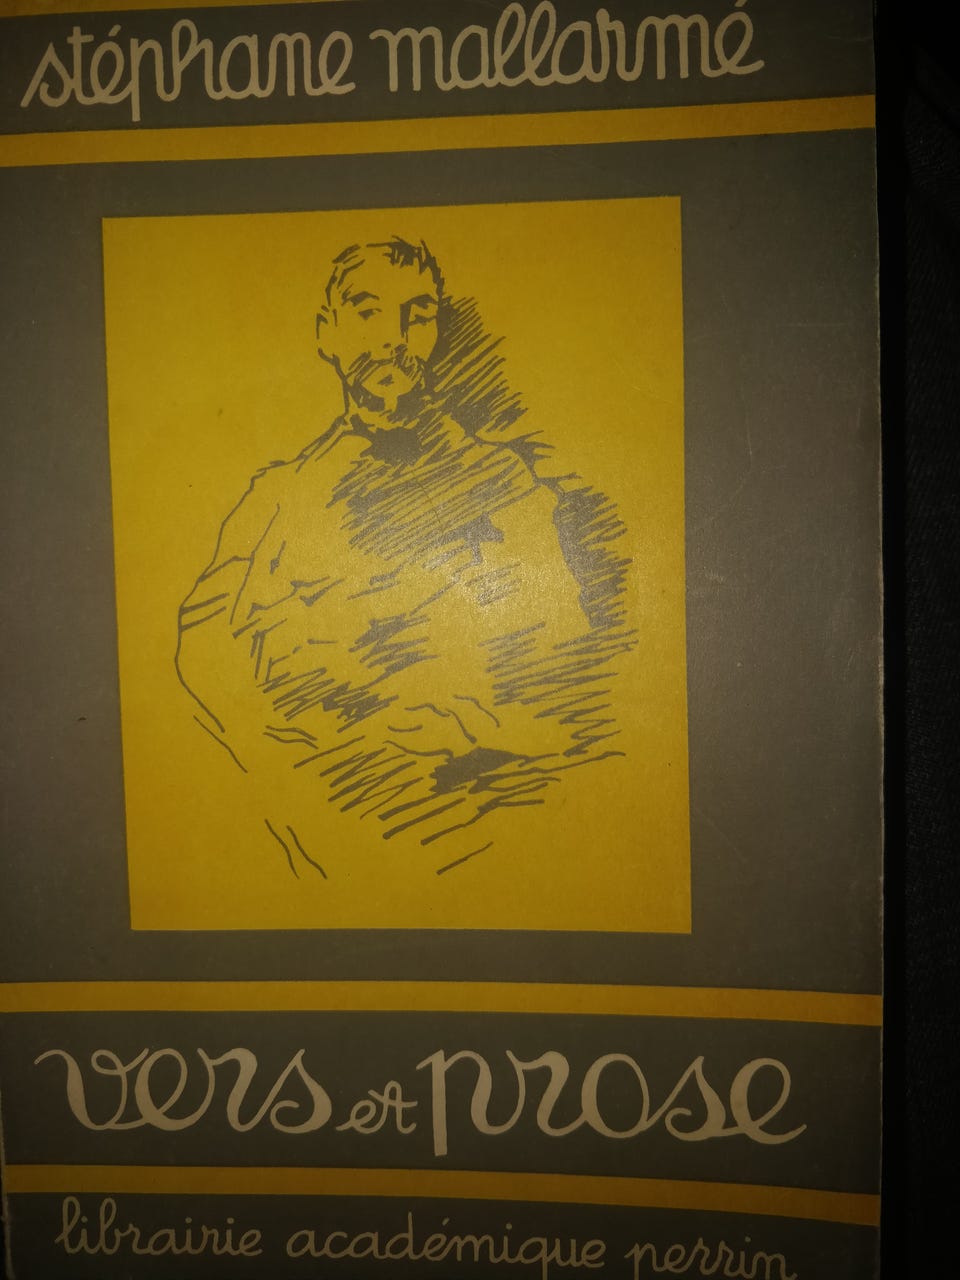 stéphane mallarmé
vers et prose
librairie académique perrin